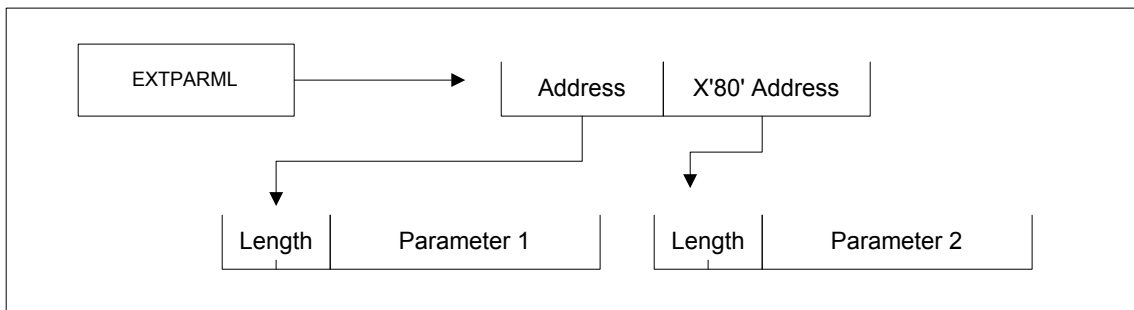 EXTPARML
Address X'80' Address
Length Parameter 1 Length Parameter 2